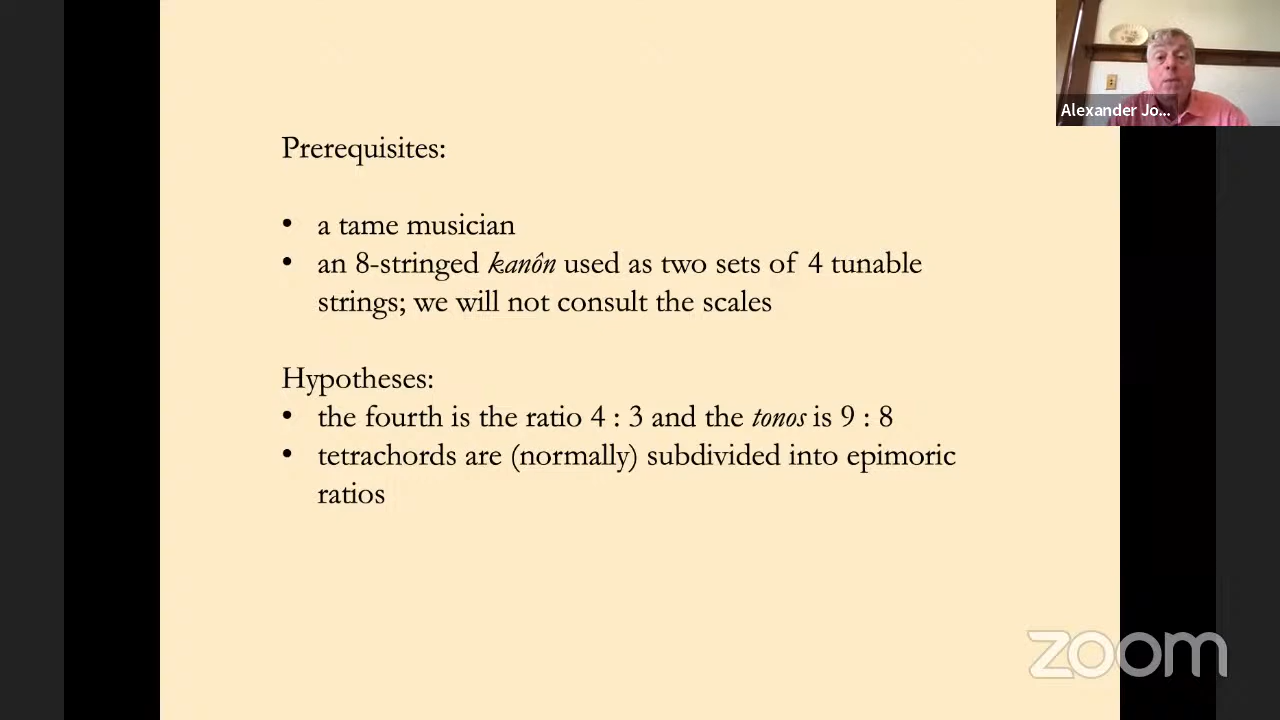 Alexander Jo...
Prerequisites:
• a tame musician
• an 8-stringed kanôn used as two sets of 4 tunable
strings; we will not consult the scales
Hypotheses:
• the fourth is the ratio 4 : 3 and the tonos is 9 : 8
• tetrachords are (normally) subdivided into epimoric
ratios
zoom